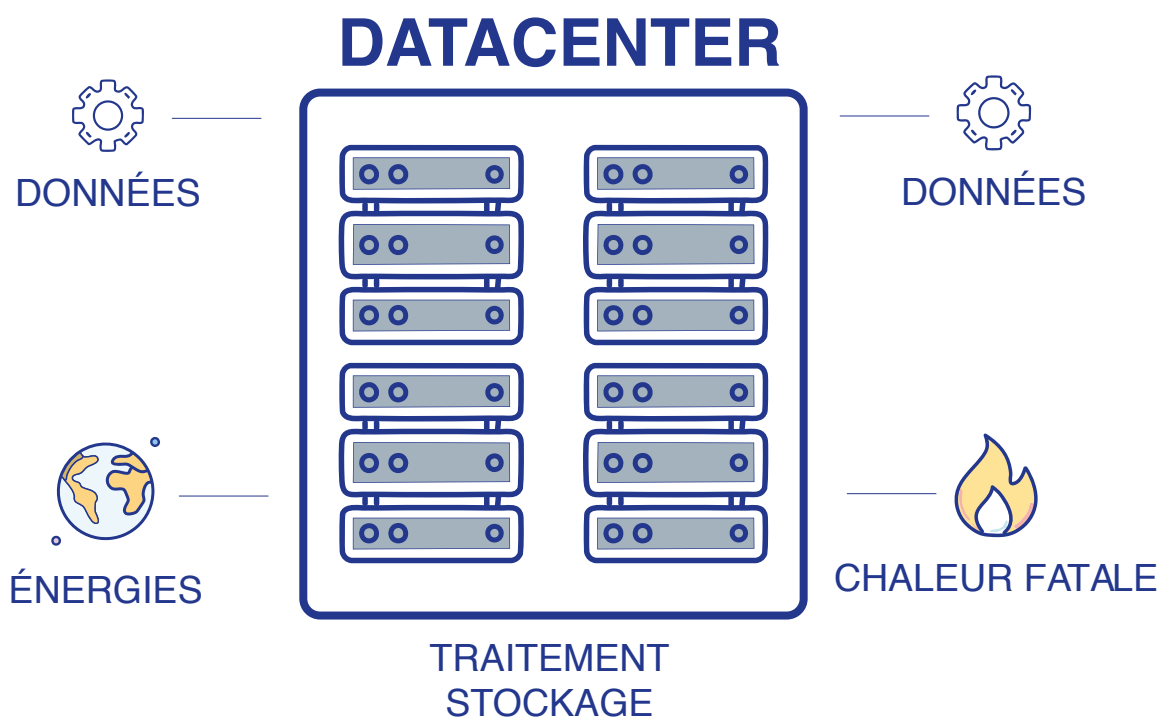 DATACENTER
DONNÉES
DONNÉES
ÉNERGIES
CHALEUR FATALE
TRAITEMENT
STOCKAGE